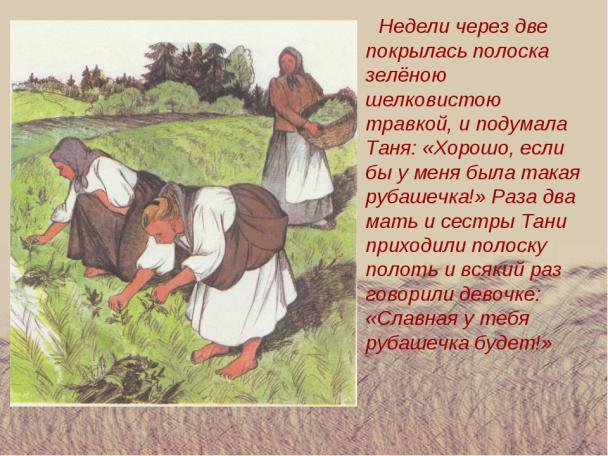 Недели через две
покрылась полоска
зелёною
шелковистою
травкой, и подумала
Таня: «Хорошо, если
бы у меня была такая
рубашечка!» Раза два
мать и сестры Тани
приходили полоску
полоть и всякий раз
говорили девочке:
«Славная у тебя
рубашечка будет!»